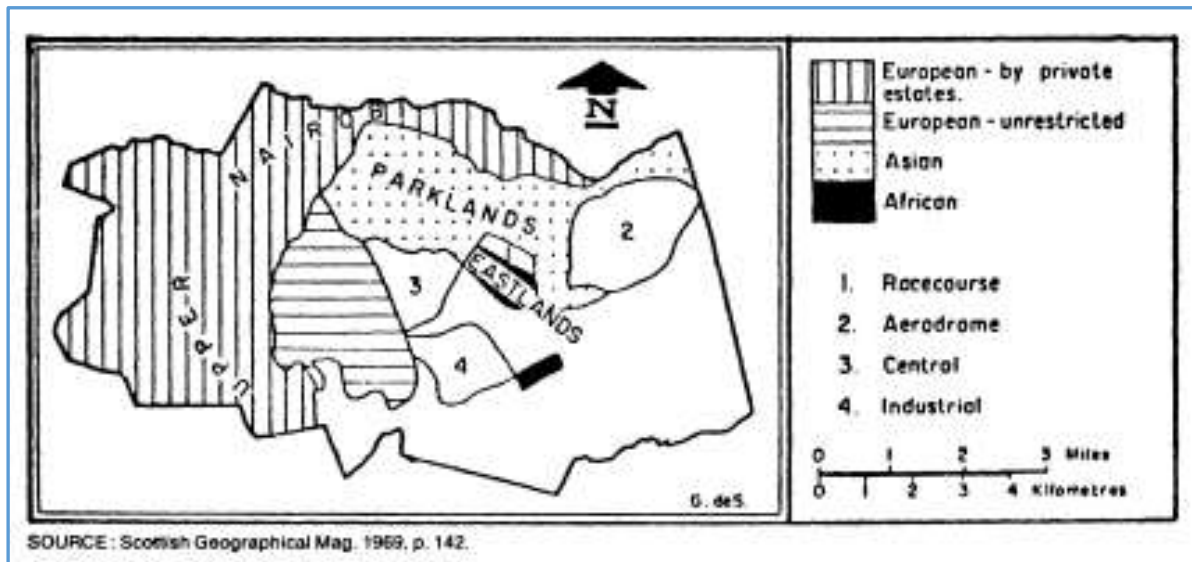 UPPER NAIROBI
PARKLANDS
EASTLANDS
N
2
3
4
G. deS.
European - by private
estates.
European - unrestricted
Asian
African
1. Racecourse
2. Aerodrome
3. Central
4. Industrial
0 1 2 3 Miles
0 1 2 3 4 Kilometres
SOURCE: Scottish Geographical Mag. 1969, p. 142.